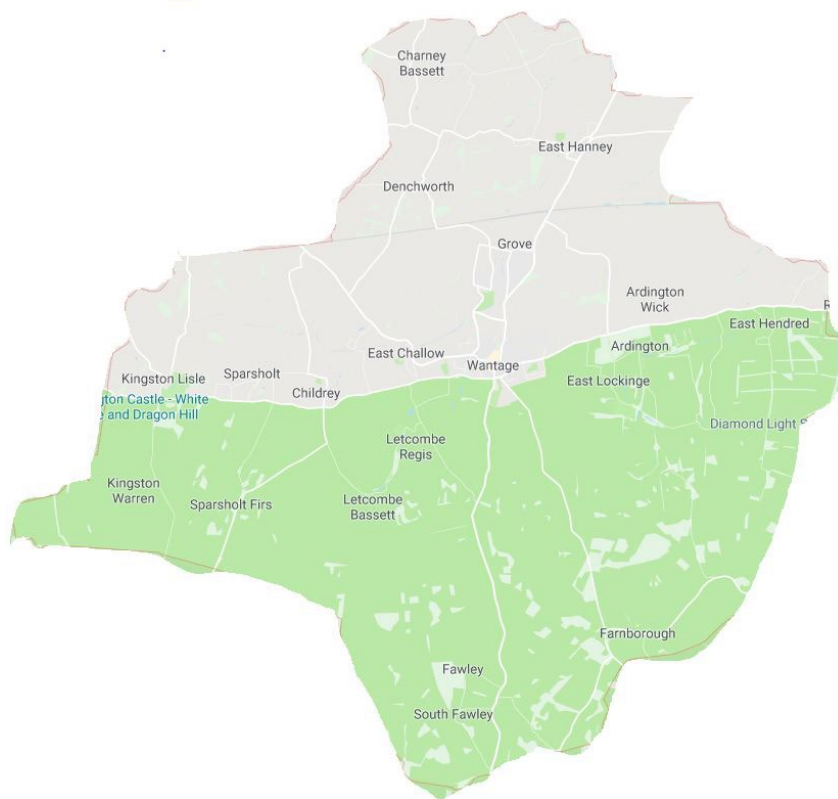 Charney
Bassett
East Hanney
Denchworth
Grove
Ardington
Wick
East Hendred
Ardington
East Challow
Wantage
Sparsholt
Kingston Lisle
East Lockinge
Childrey
gton Castle - White
e and Dragon Hill
Diamond Light S
Letcombe
Regis
Kingston
Warren
Sparsholt Firs
Letcombe
Bassett
Farnborough
Fawley
South Fawley